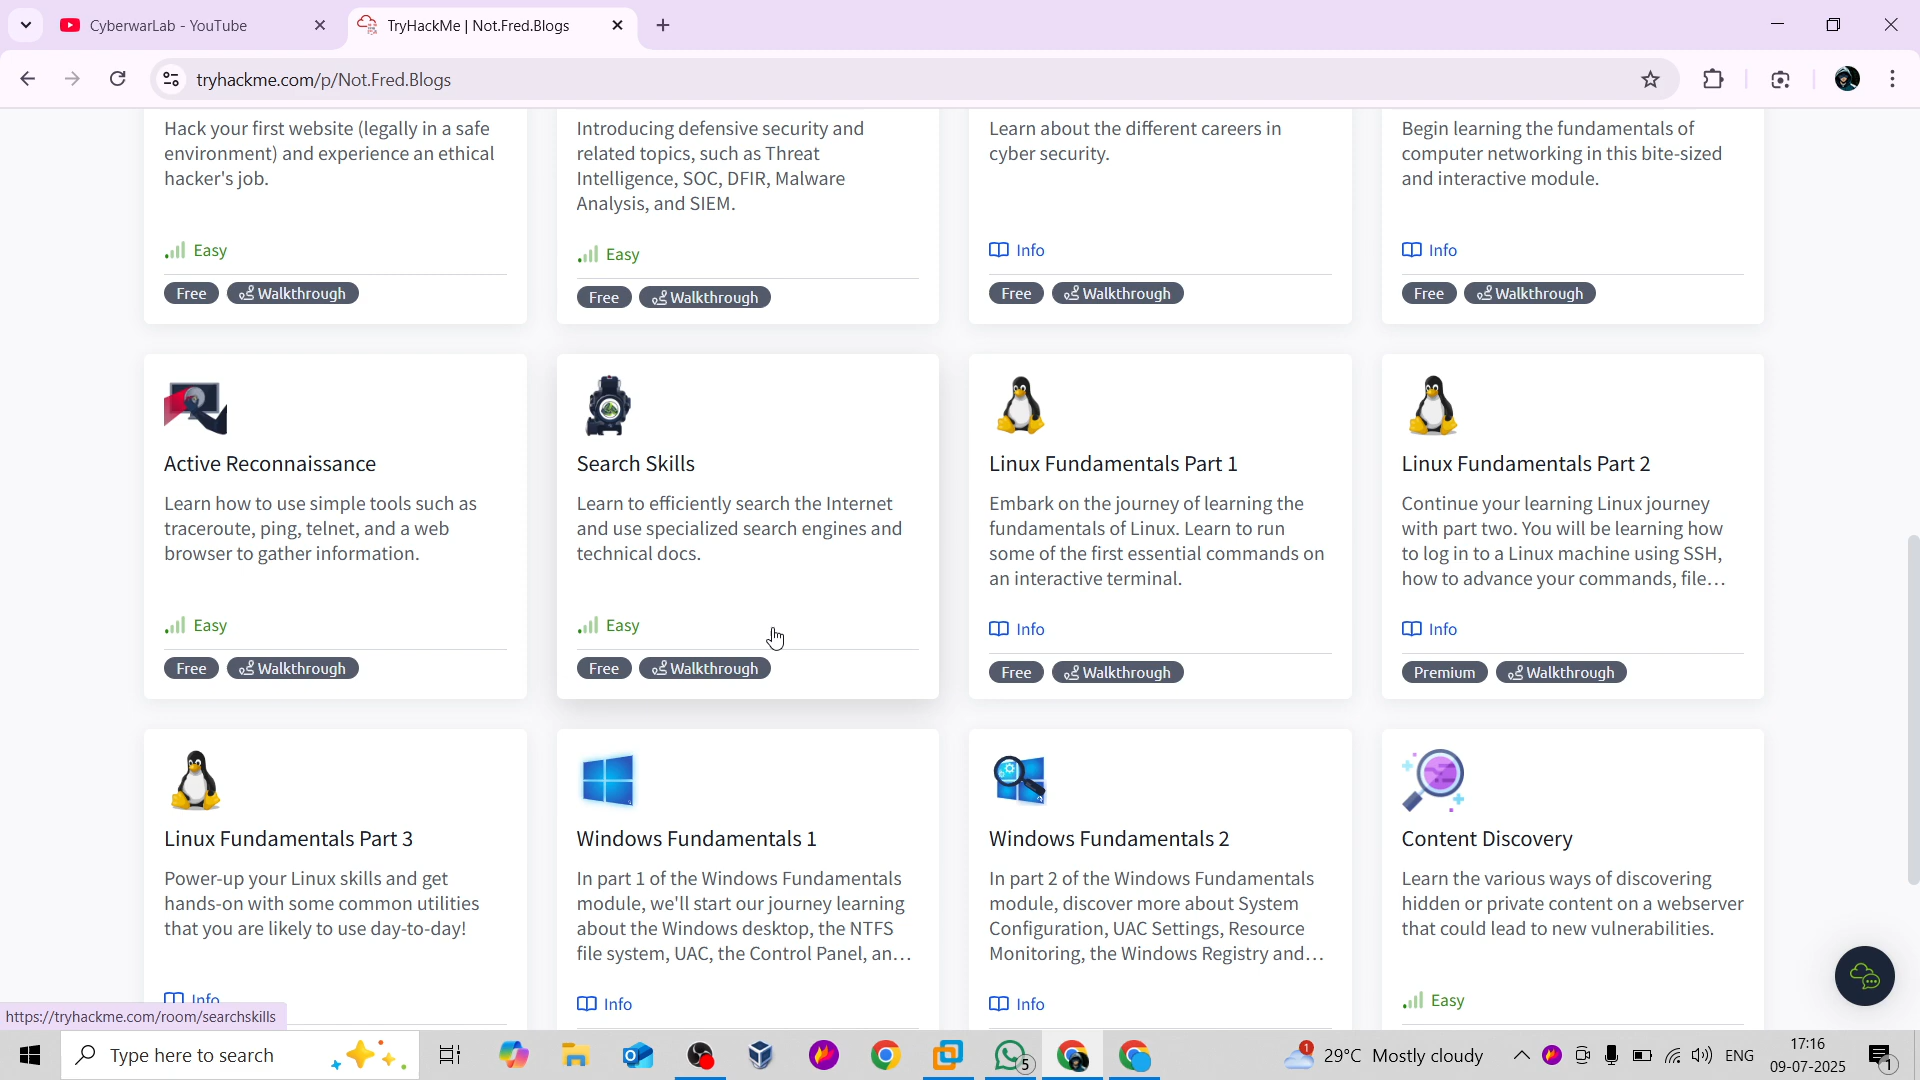 CyberwarLab - YouTube
TryHackMe | Not.Fred.Blogs
tryhackme.com/p/Not.Fred.Blogs
Hack your first website (legally in a safe
environment) and experience an ethical
hacker's job.
Easy
Free Walkthrough
Introducing defensive security and
related topics, such as Threat
Intelligence, SOC, DFIR, Malware
Analysis, and SIEM.
Easy
Free Walkthrough
Learn about the different careers in
cyber security.
Info
Free Walkthrough
Begin learning the fundamentals of
computer networking in this bite-sized
and interactive module.
Info
Free Walkthrough
Active Reconnaissance
Learn how to use simple tools such as
traceroute, ping, telnet, and a web
browser to gather information.
Easy
Free Walkthrough
Search Skills
Learn to efficiently search the Internet
and use specialized search engines and
technical docs.
Easy
Free Walkthrough
Linux Fundamentals Part 1
Embark on the journey of learning the
fundamentals of Linux. Learn to run
some of the first essential commands on
an interactive terminal.
Info
Free Walkthrough
Linux Fundamentals Part 2
Continue your learning Linux journey
with part two. You will be learning how
to log in to a Linux machine using SSH,
how to advance your commands, file...
Info
Premium Walkthrough
Linux Fundamentals Part 3
Power-up your Linux skills and get
hands-on with some common utilities
that you are likely to use day-to-day!
Info
Windows Fundamentals 1
In part 1 of the Windows Fundamentals
module, we'll start our journey learning
about the Windows desktop, the NTFS
file system, UAC, the Control Panel, an...
Info
Windows Fundamentals 2
In part 2 of the Windows Fundamentals
module, discover more about System
Configuration, UAC Settings, Resource
Monitoring, the Windows Registry and...
Info
Content Discovery
Learn the various ways of discovering
hidden or private content on a webserver
that could lead to new vulnerabilities.
Easy
https://tryhackme.com/room/searchskills
Type here to search
5
1
29°C Mostly cloudy
ENG
17:16
09-07-2025
1